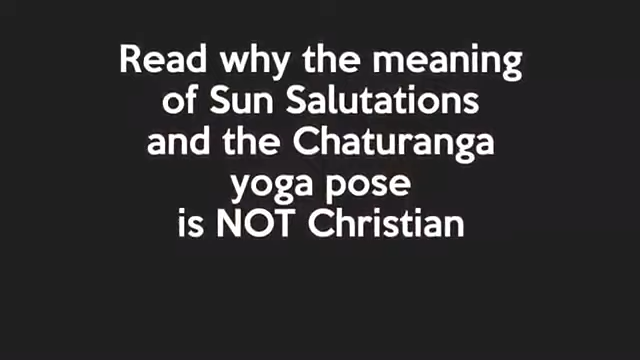 Read why the meaning
of Sun Salutations
and the Chaturanga
yoga pose
is NOT Christian